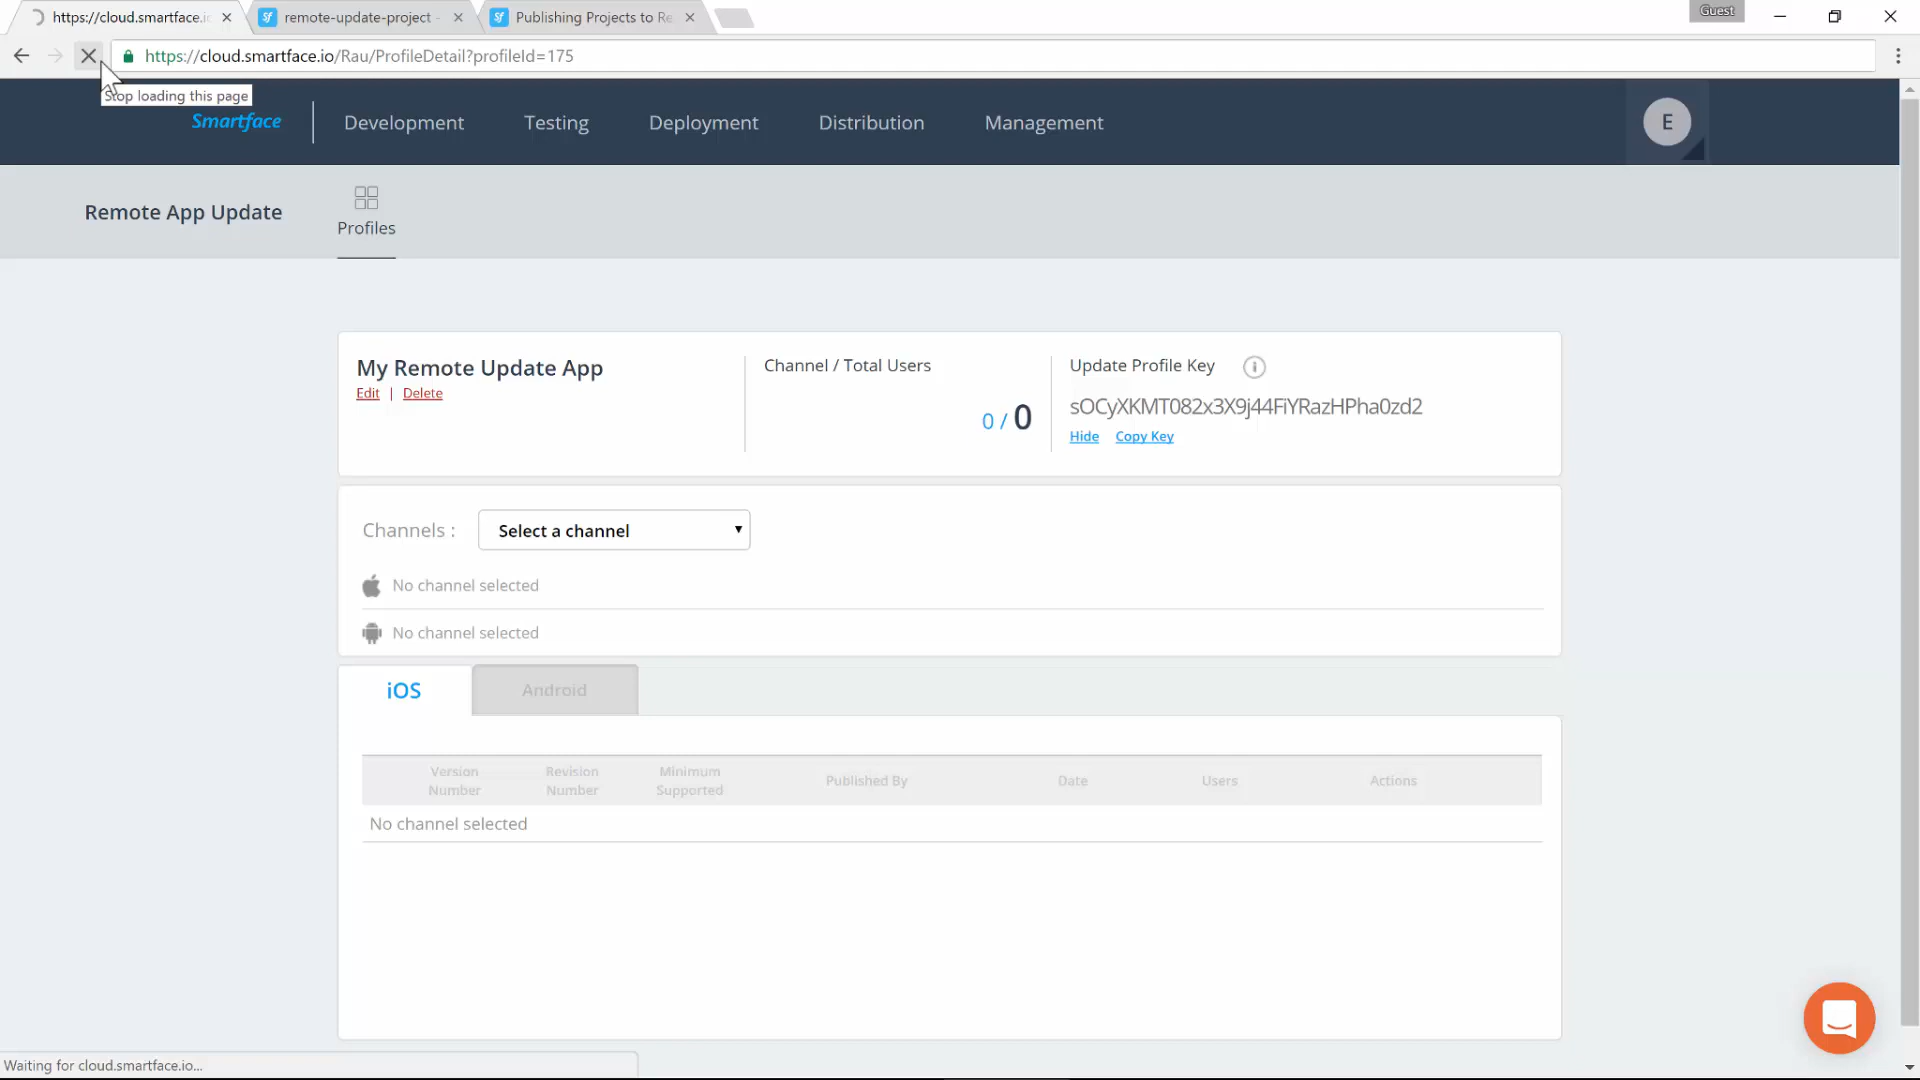 https://cloud.smartface.i
remote-update-project -
Publishing Projects to Re
Guest
https://cloud.smartface.io/Rau/ProfileDetail?profileId=175
Stop loading this page
Smartface
Development
Testing
Deployment
Distribution
Management
E
Remote App Update
Profiles
My Remote Update App
Edit | Delete
Channel / Total Users
0 / 0
Update Profile Key
sOCyXKMT082x3X9j44FiYRazHPha0zd2
Hide Copy Key
Channels :
Select a channel
No channel selected
No channel selected
iOS
Android
Version Number
Revision Number
Minimum Supported
Published By
Date
Users
Actions
No channel selected
Waiting for cloud.smartface.io...